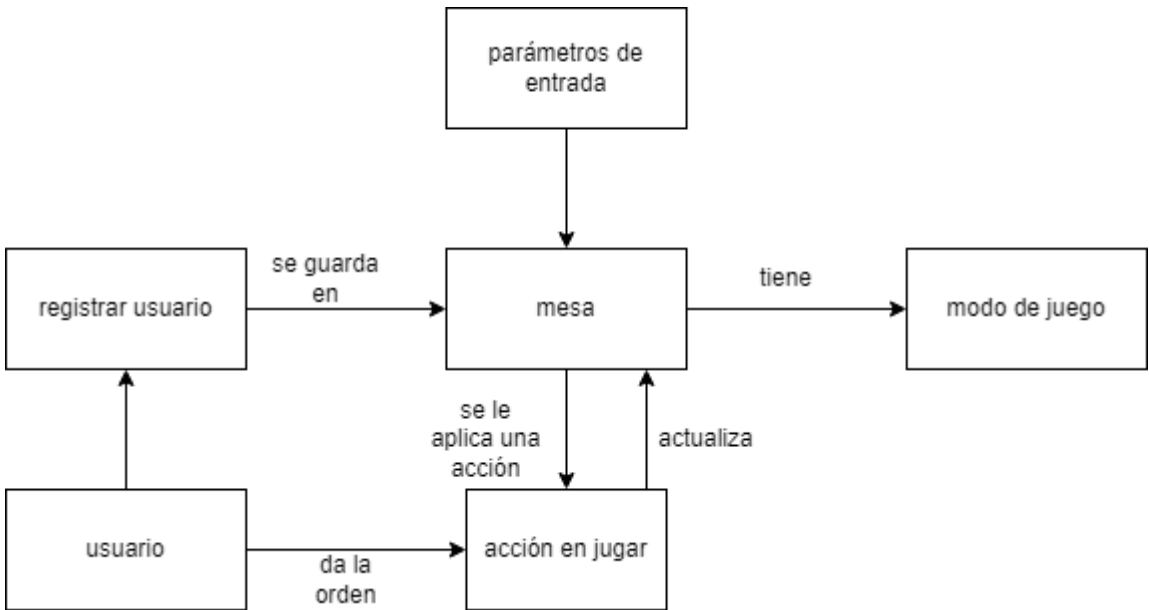 parámetros de
entrada
se guarda
en
tiene
registrar usuario
mesa
modo de juego
se le
aplica una
acción
actualiza
usuario
da la
orden
acción en jugar